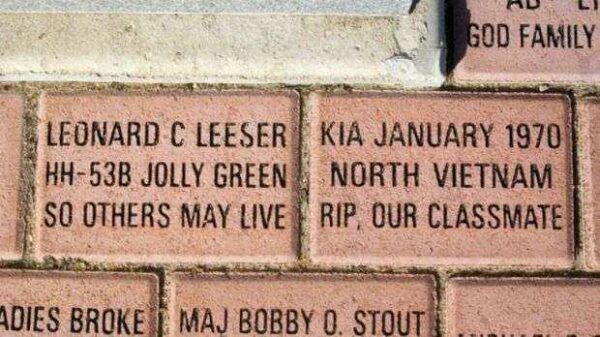 GOD FAMILY
LEONARD C LEESER
HH-53B JOLLY GREEN
SO OTHERS MAY LIVE
KIA JANUARY 1970
NORTH VIETNAM
RIP, OUR CLASSMATE
ADIES BROKE
MAJ BOBBY O. STOUT